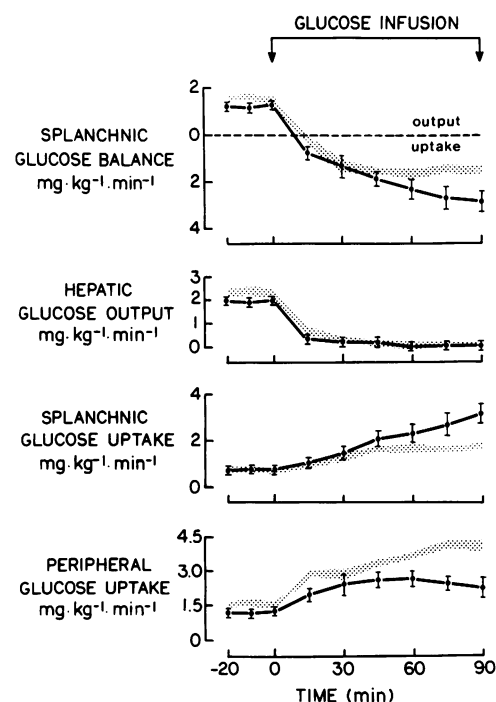 GLUCOSE INFUSION
SPLANCHNIC
GLUCOSE BALANCE
mg·kg⁻¹·min⁻¹
2
0
2
4
output
uptake
HEPATIC
GLUCOSE OUTPUT
mg·kg⁻¹·min⁻¹
3
2
1
0
SPLANCHNIC
GLUCOSE UPTAKE
mg·kg⁻¹·min⁻¹
4
2
0
PERIPHERAL
GLUCOSE UPTAKE
mg·kg⁻¹·min⁻¹
4.5
3.0
1.5
0
-20 0 30 60 90
TIME (min)